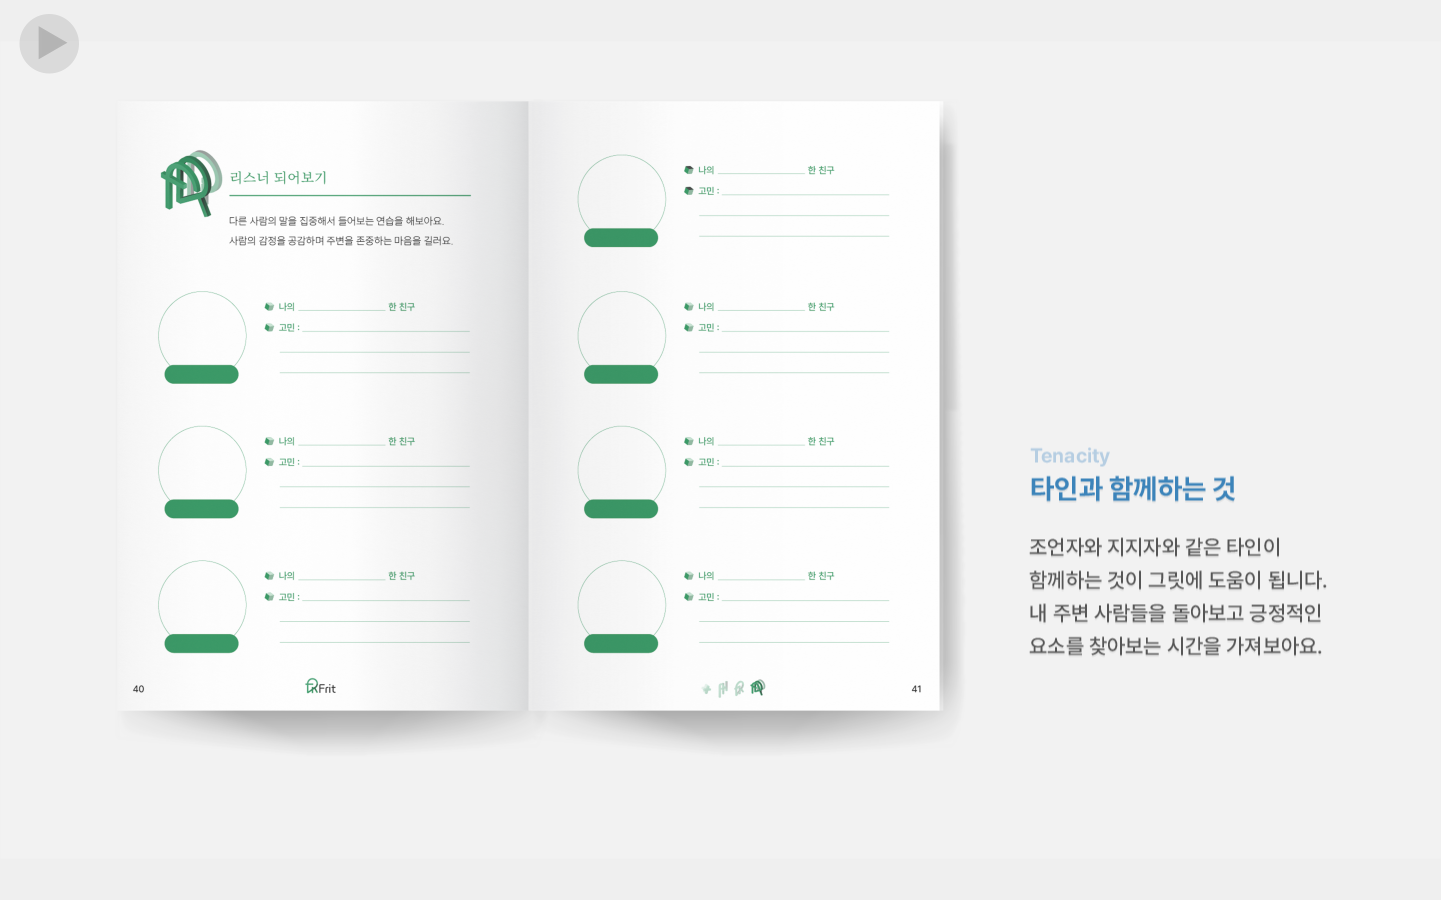 리스너 되어보기
다른 사람의 말을 집중해서 들어보는 연습을 해보아요.
사람의 감정을 공감하며 주변을 존중하는 마음을 길러요.
나의 한 친구
고민 :
나의 한 친구
고민 :
나의 한 친구
고민 :
40
Frit
나의 한 친구
고민 :
나의 한 친구
고민 :
나의 한 친구
고민 :
나의 한 친구
고민 :
41
Tenacity
타인과 함께하는 것
조언자와 지지자와 같은 타인이
함께하는 것이 그릿에 도움이 됩니다.
내 주변 사람들을 돌아보고 긍정적인
요소를 찾아보는 시간을 가져보아요.